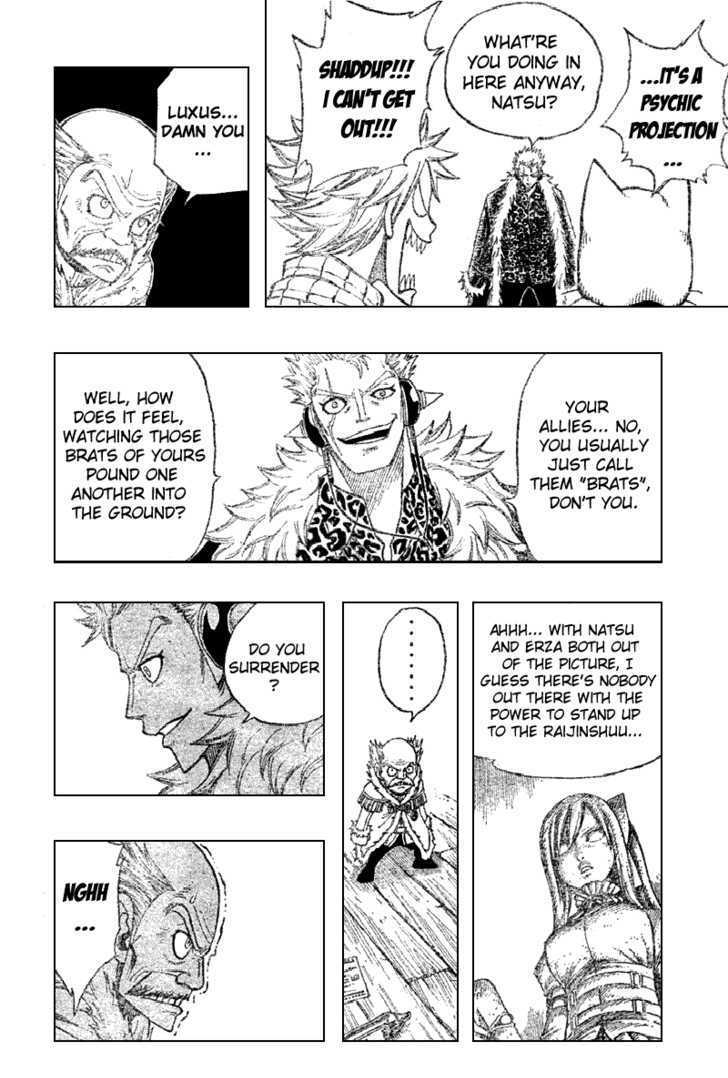 ...IT'S A
PSYCHIC
PROJECTION
...
WHAT'RE
YOU DOING IN
HERE ANYWAY,
NATSU?
SHADDUP!!!
I CAN'T GET
OUT!!!
LUXUS...
DAMN YOU
...
YOUR
ALLIES... NO,
YOU USUALLY
JUST CALL
THEM "BRATS",
DON'T YOU.
WELL, HOW
DOES IT FEEL,
WATCHING THOSE
BRATS OF YOURS
POUND ONE
ANOTHER INTO
THE GROUND?
AHHH... WITH NATSU
AND ERZA BOTH OUT
OF THE PICTURE, I
GUESS THERE'S NOBODY
OUT THERE WITH THE
POWER TO STAND UP
TO THE RAIJINSHUU...
.......
DO YOU
SURRENDER
?
NGHH
...